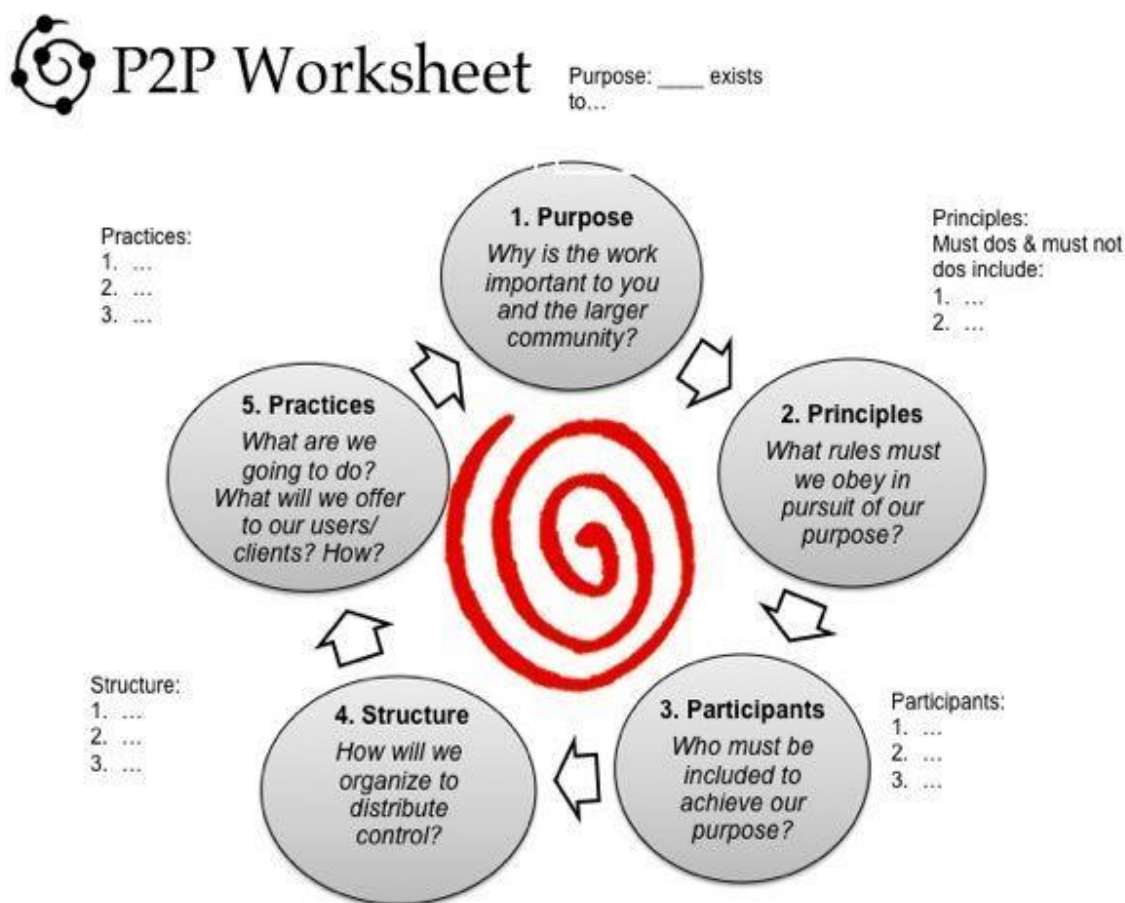 P2P Worksheet
Purpose: ____ exists
to...
1. Purpose
Why is the work
important to you
and the larger
community?
Principles:
Must dos & must not
dos include:
1. ...
2. ...
2. Principles
What rules must
we obey in
pursuit of our
purpose?
3. Participants
Who must be
included to
achieve our
purpose?
Participants:
1. ...
2. ...
3. ...
4. Structure
How will we
organize to
distribute
control?
Structure:
1. ...
2. ...
3. ...
5. Practices
What are we
going to do?
What will we offer
to our users/
clients? How?
Practices:
1. ...
2. ...
3. ...